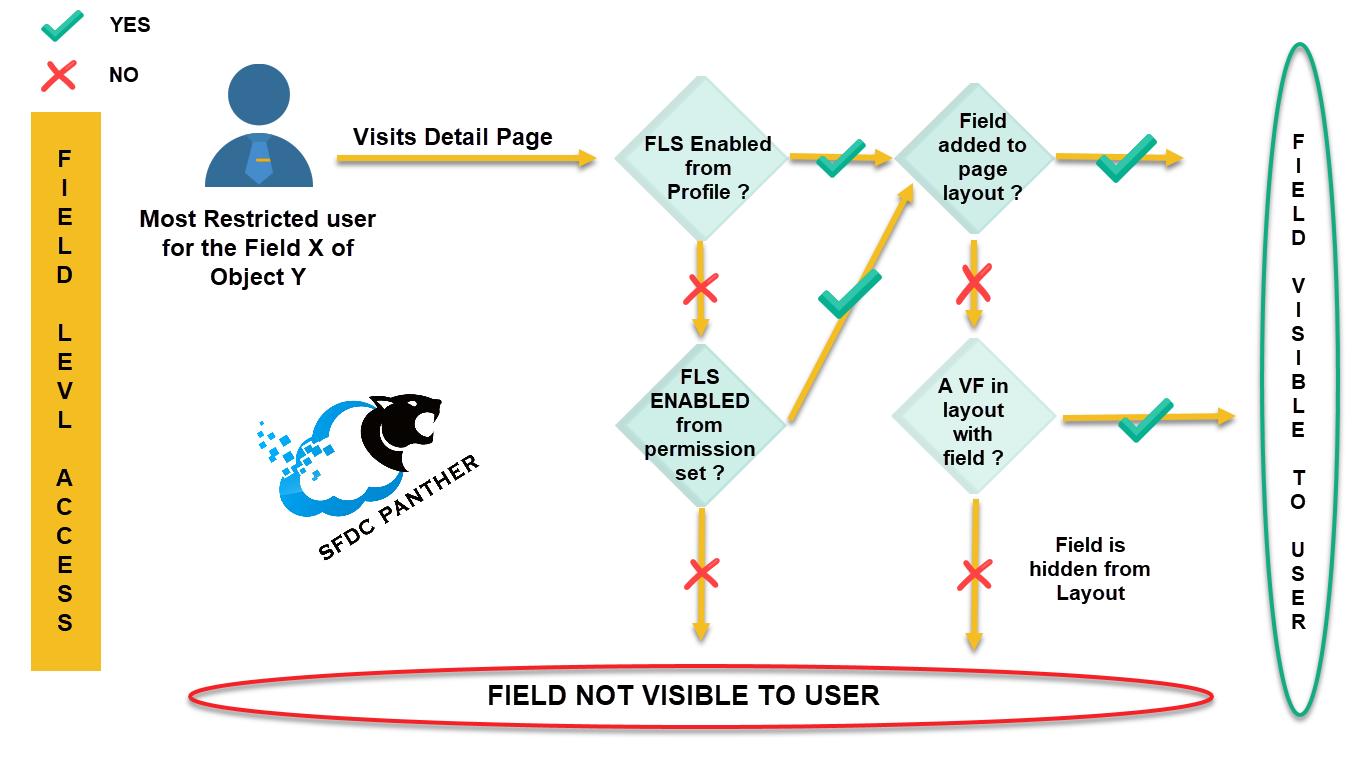 YES
NO
FIELD LEVL ACCESS
Visits Detail Page
Most Restricted user
for the Field X of
Object Y
FLS Enabled
from
Profile ?
Field
added to
page
layout ?
FLS
ENABLED
from
permission
set ?
A VF in
layout
with
field ?
SFDC PANTHER
Field is
hidden from
Layout
FIELD VISIBLE TO USER
FIELD NOT VISIBLE TO USER